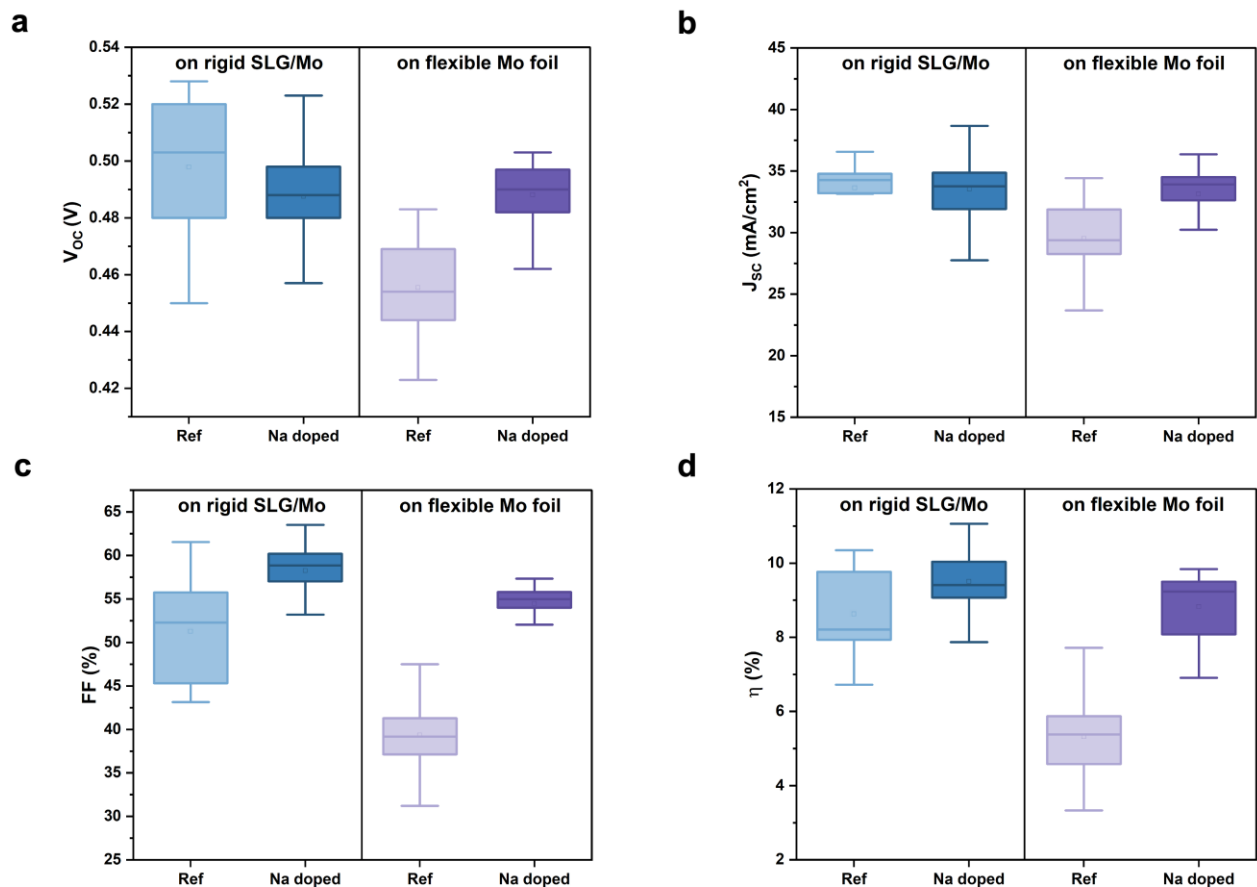 a
on rigid SLG/Mo
on flexible Mo foil
V_OC (V)
0.54
0.52
0.50
0.48
0.46
0.44
0.42
Ref
Na doped
Ref
Na doped
b
on rigid SLG/Mo
on flexible Mo foil
J_SC (mA/cm²)
45
40
35
30
25
20
15
Ref
Na doped
Ref
Na doped
c
on rigid SLG/Mo
on flexible Mo foil
FF (%)
65
60
55
50
45
40
35
30
25
Ref
Na doped
Ref
Na doped
d
on rigid SLG/Mo
on flexible Mo foil
η (%)
12
10
8
6
4
2
Ref
Na doped
Ref
Na doped